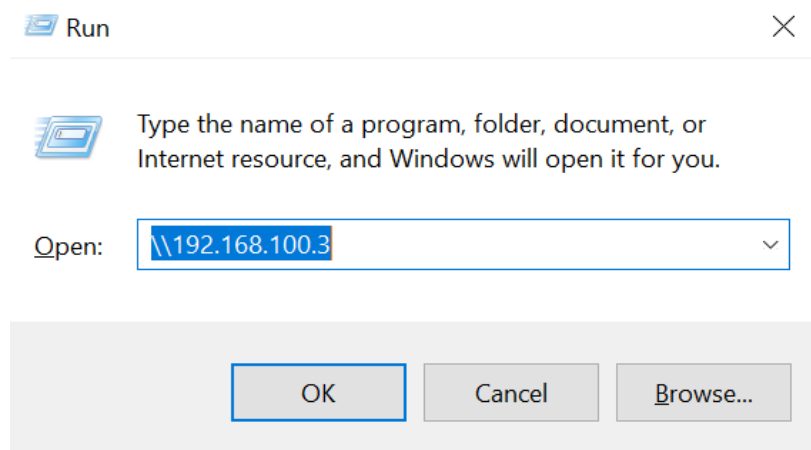 Run
Type the name of a program, folder, document, or
Internet resource, and Windows will open it for you.
Open: \\192.168.100.3
OK Cancel Browse...